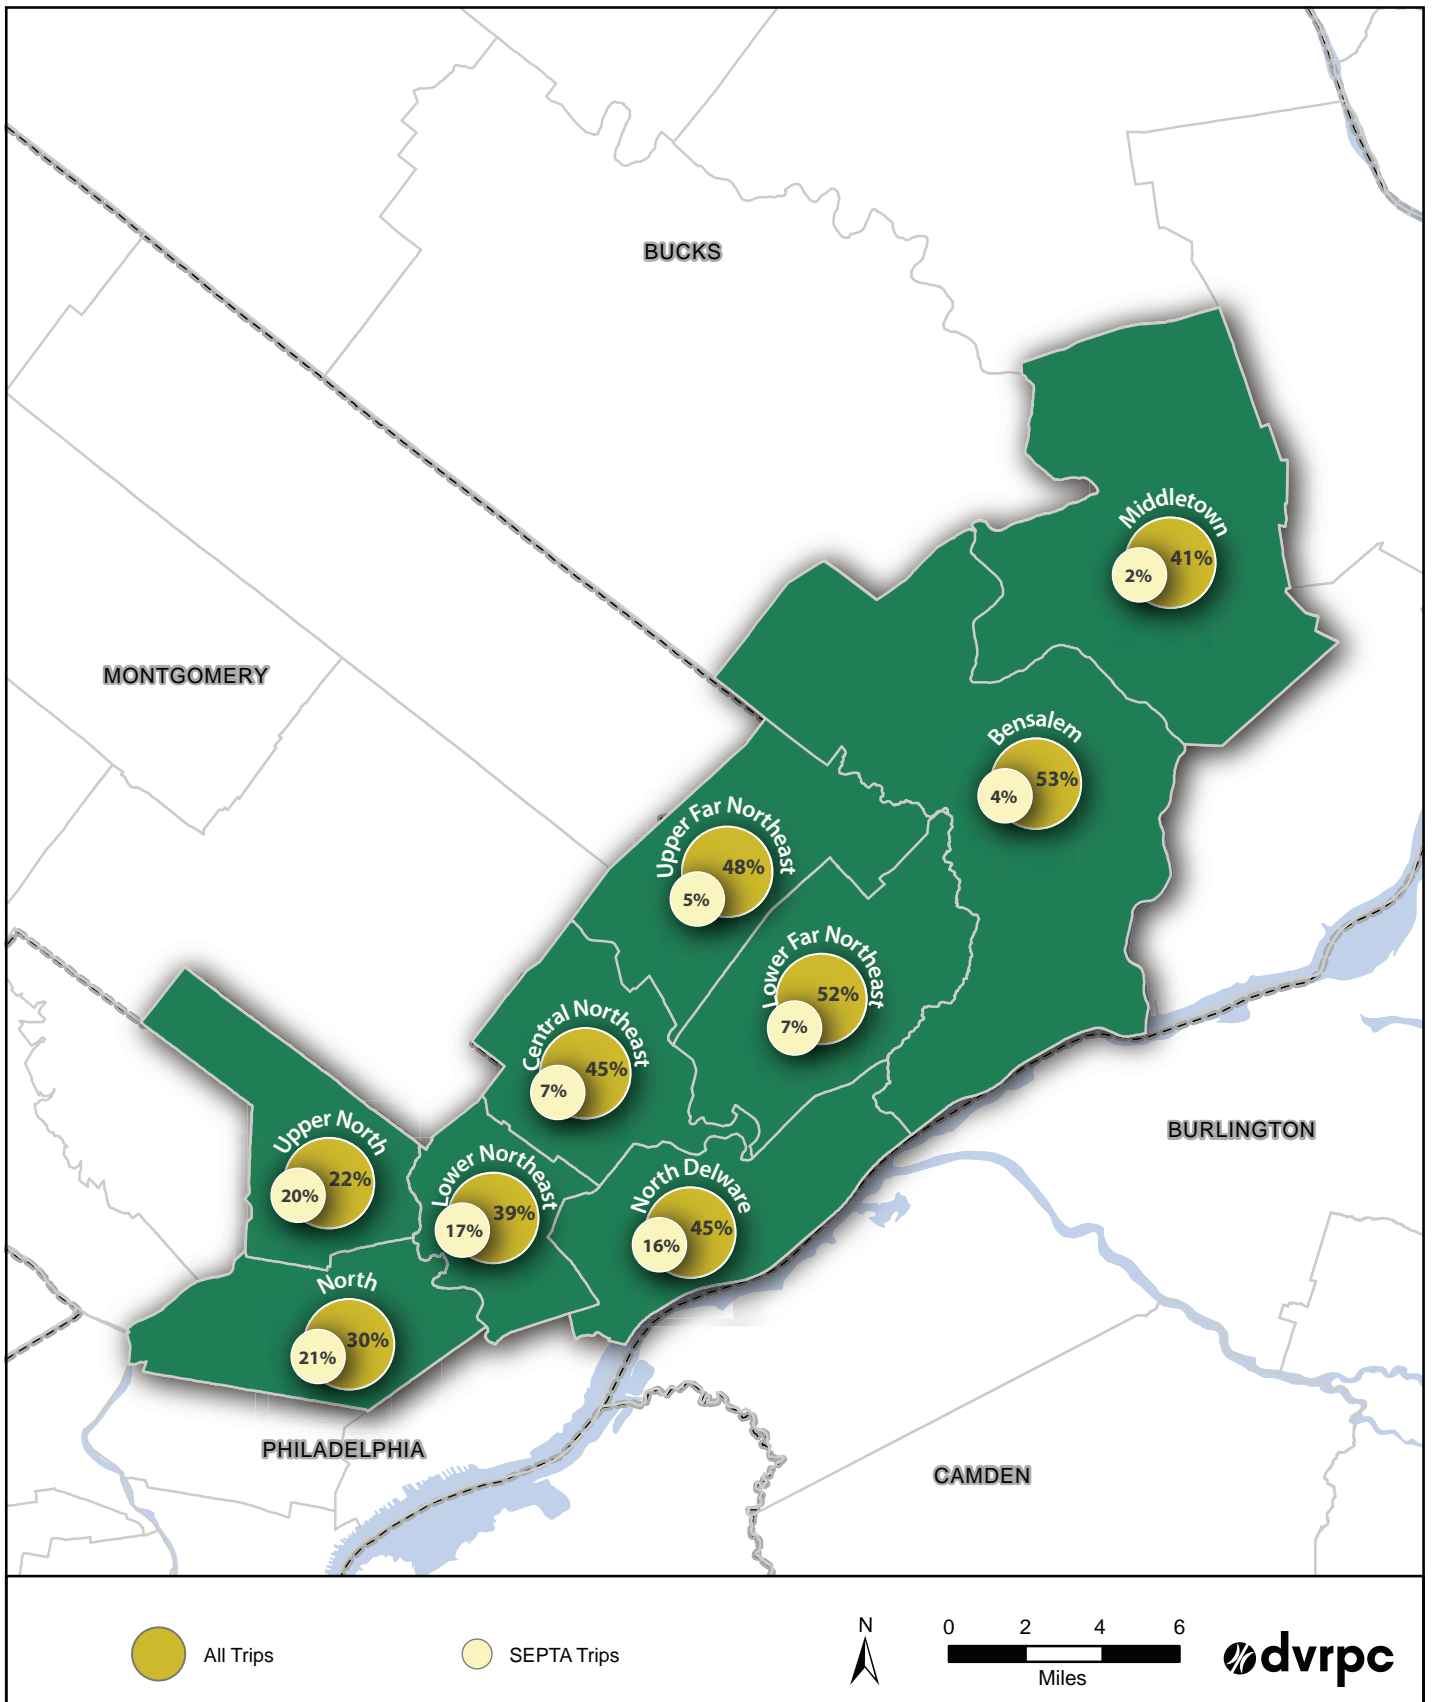 BUCKS
Middletown
41%
2%
MONTGOMERY
Bensalem
53%
4%
Upper Far Northeast
48%
5%
Lower Far Northeast
52%
7%
Central Northeast
45%
7%
Upper North
22%
20%
Lower Northeast
39%
17%
North Delware
45%
16%
BURLINGTON
North
30%
21%
PHILADELPHIA
CAMDEN
All Trips
SEPTA Trips
N
0 2 4 6
Miles
dvrpc